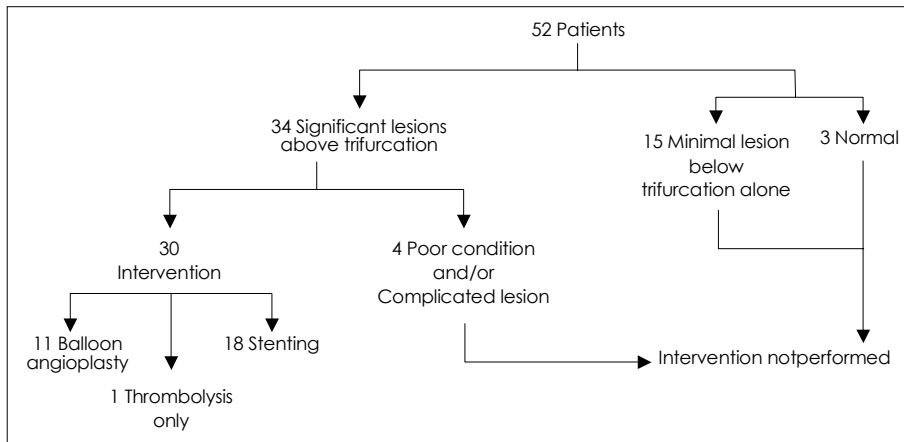 52 Patients
34 Significant lesions
above trifurcation
15 Minimal lesion
below
trifurcation alone
3 Normal
30
Intervention
4 Poor condition
and/or
Complicated lesion
11 Balloon
angioplasty
18 Stenting
1 Thrombolysis
only
Intervention notperformed